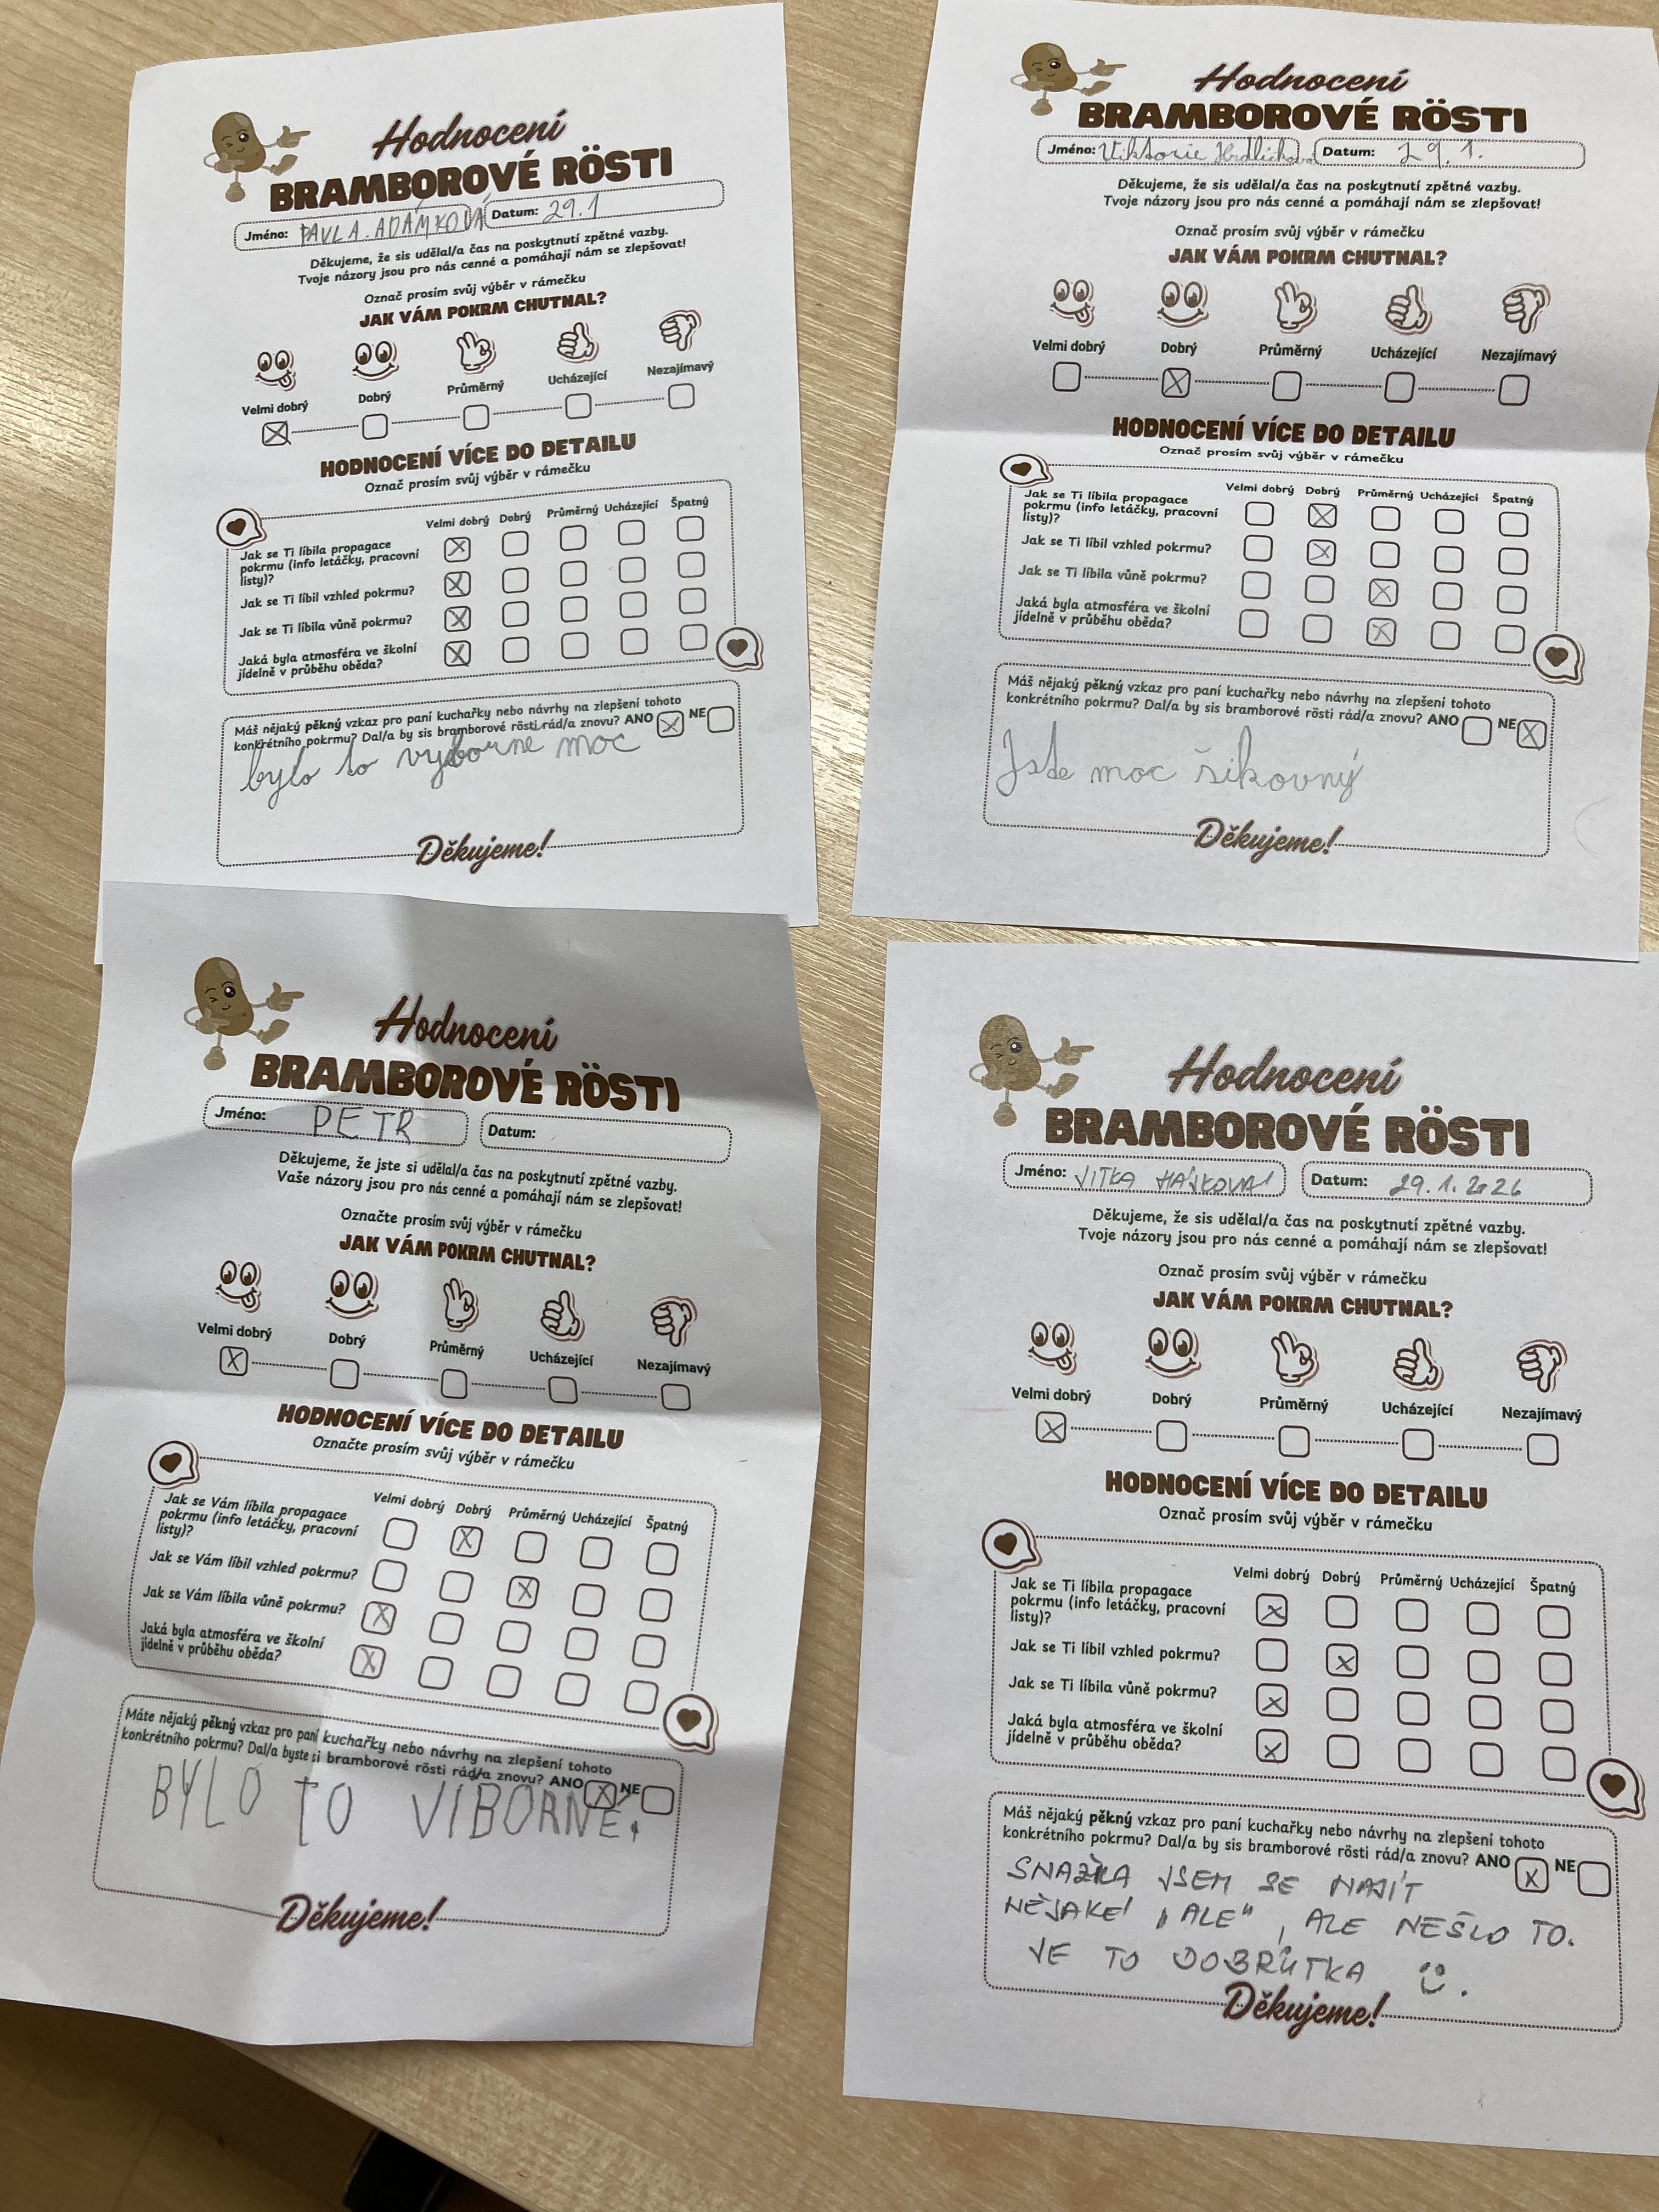 Hodnocení
BRAMBOROVÉ RÖSTI
Jméno: PAVLA ADÁMKOVÁ Datum: 29.1
Děkujeme, že sis udělal/a čas na poskytnutí zpětné vazby.
Tvoje názory jsou pro nás cenné a pomáhají nám se zlepšovat!
Označ prosím svůj výběr v rámečku
JAK VÁM POKRM CHUTNAL?
Velmi dobrý Dobrý Průměrný Ucházející Nezajímavý
HODNOCENÍ VÍCE DO DETAILU
Označ prosím svůj výběr v rámečku
Velmi dobrý Dobrý Průměrný Ucházející Špatný
Jak se Ti líbila propagace
pokrmu (info letáčky, pracovní
listy)?
Jak se Ti líbil vzhled pokrmu?
Jak se Ti líbila vůně pokrmu?
Jaká byla atmosféra ve školní
jídelně v průběhu oběda?
Máš nějaký pěkný vzkaz pro paní kuchařky nebo návrhy na zlepšení tohoto
konkrétního pokrmu? Dal/a by sis bramborové rösti rád/a znovu? ANO NE
bylo to vyborne moc
Děkujeme!
Hodnocení
BRAMBOROVÉ RÖSTI
Jméno: Viktorie Hrdličkova Datum: 29.1.
Děkujeme, že sis udělal/a čas na poskytnutí zpětné vazby.
Tvoje názory jsou pro nás cenné a pomáhají nám se zlepšovat!
Označ prosím svůj výběr v rámečku
JAK VÁM POKRM CHUTNAL?
Velmi dobrý Dobrý Průměrný Ucházející Nezajímavý
HODNOCENÍ VÍCE DO DETAILU
Označ prosím svůj výběr v rámečku
Velmi dobrý Dobrý Průměrný Ucházející Špatný
Jak se Ti líbila propagace
pokrmu (info letáčky, pracovní
listy)?
Jak se Ti líbil vzhled pokrmu?
Jak se Ti líbila vůně pokrmu?
Jaká byla atmosféra ve školní
jídelně v průběhu oběda?
Máš nějaký pěkný vzkaz pro paní kuchařky nebo návrhy na zlepšení tohoto
konkrétního pokrmu? Dal/a by sis bramborové rösti rád/a znovu? ANO NE
Jste moc šikovný
Děkujeme!
Hodnocení
BRAMBOROVÉ RÖSTI
Jméno: PETR Datum:
Děkujeme, že jste si udělal/a čas na poskytnutí zpětné vazby.
Vaše názory jsou pro nás cenné a pomáhají nám se zlepšovat!
Označte prosím svůj výběr v rámečku
JAK VÁM POKRM CHUTNAL?
Velmi dobrý Dobrý Průměrný Ucházející Nezajímavý
HODNOCENÍ VÍCE DO DETAILU
Označte prosím svůj výběr v rámečku
Velmi dobrý Dobrý Průměrný Ucházející Špatný
Jak se Vám líbila propagace
pokrmu (info letáčky, pracovní
listy)?
Jak se Vám líbil vzhled pokrmu?
Jak se Vám líbila vůně pokrmu?
Jaká byla atmosféra ve školní
jídelně v průběhu oběda?
Máte nějaký pěkný vzkaz pro paní kuchařky nebo návrhy na zlepšení tohoto
konkrétního pokrmu? Dal/a byste si bramborové rösti rád/a znovu? ANO NE
BYLO TO VIBORNÉ.
Děkujeme!
Hodnocení
BRAMBOROVÉ RÖSTI
Jméno: JITKA HÁJKOVÁ Datum: 29.1.2026
Děkujeme, že sis udělal/a čas na poskytnutí zpětné vazby.
Tvoje názory jsou pro nás cenné a pomáhají nám se zlepšovat!
Označ prosím svůj výběr v rámečku
JAK VÁM POKRM CHUTNAL?
Velmi dobrý Dobrý Průměrný Ucházející Nezajímavý
HODNOCENÍ VÍCE DO DETAILU
Označ prosím svůj výběr v rámečku
Velmi dobrý Dobrý Průměrný Ucházející Špatný
Jak se Ti líbila propagace
pokrmu (info letáčky, pracovní
listy)?
Jak se Ti líbil vzhled pokrmu?
Jak se Ti líbila vůně pokrmu?
Jaká byla atmosféra ve školní
jídelně v průběhu oběda?
Máš nějaký pěkný vzkaz pro paní kuchařky nebo návrhy na zlepšení tohoto
konkrétního pokrmu? Dal/a by sis bramborové rösti rád/a znovu? ANO NE
SNAŽILA JSEM SE NAJÍT
NĚJAKÉ „ALE“, ALE NEŠLO TO.
JE TO DOBRŮTKA
Děkujeme!